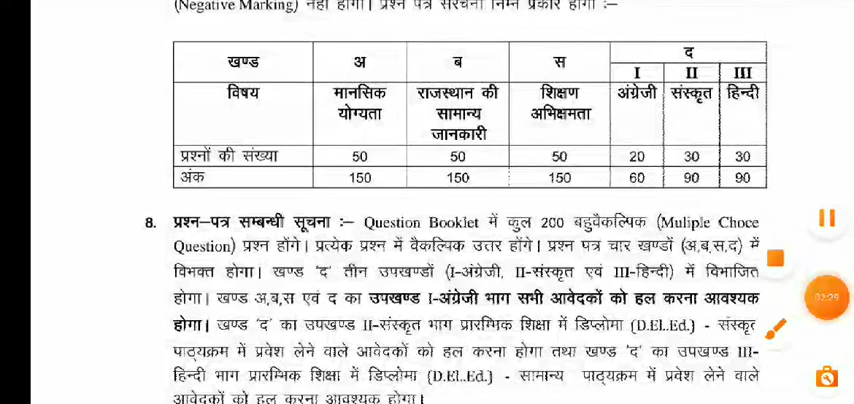 (Negative Marking) नहीं होगी। प्रश्न पत्र संरचना निम्न प्रकार होगी :–
खण्ड अ ब स द
I II III
विषय मानसिक योग्यता राजस्थान की सामान्य जानकारी शिक्षण अभिक्षमता अंग्रेजी संस्कृत हिन्दी
प्रश्नों की संख्या 50 50 50 20 30 30
अंक 150 150 150 60 90 90
8. प्रश्न–पत्र सम्बन्धी सूचना :– Question Booklet में कुल 200 बहुवैकल्पिक (Muliple Choce
Question) प्रश्न होंगे। प्रत्येक प्रश्न में वैकल्पिक उत्तर होंगे। प्रश्न पत्र चार खण्डों (अ,ब,स,द) में
विभक्त होगा। खण्ड 'द' तीन उपखण्डों (I-अंग्रेजी, II-संस्कृत एवं III-हिन्दी) में विभाजित
होगा। खण्ड अ,ब,स एवं द का उपखण्ड I-अंग्रेजी भाग सभी आवेदकों को हल करना आवश्यक
होगा। खण्ड 'द' का उपखण्ड II-संस्कृत भाग प्रारम्भिक शिक्षा में डिप्लोमा (D.El.Ed.) - संस्कृत
पाठ्यक्रम में प्रवेश लेने वाले आवेदकों को हल करना होगा तथा खण्ड 'द' का उपखण्ड III-
हिन्दी भाग प्रारम्भिक शिक्षा में डिप्लोमा (D.El.Ed.) - सामान्य पाठ्यक्रम में प्रवेश लेने वाले
आवेदकों को हल करना आवश्यक होगा।
02:29